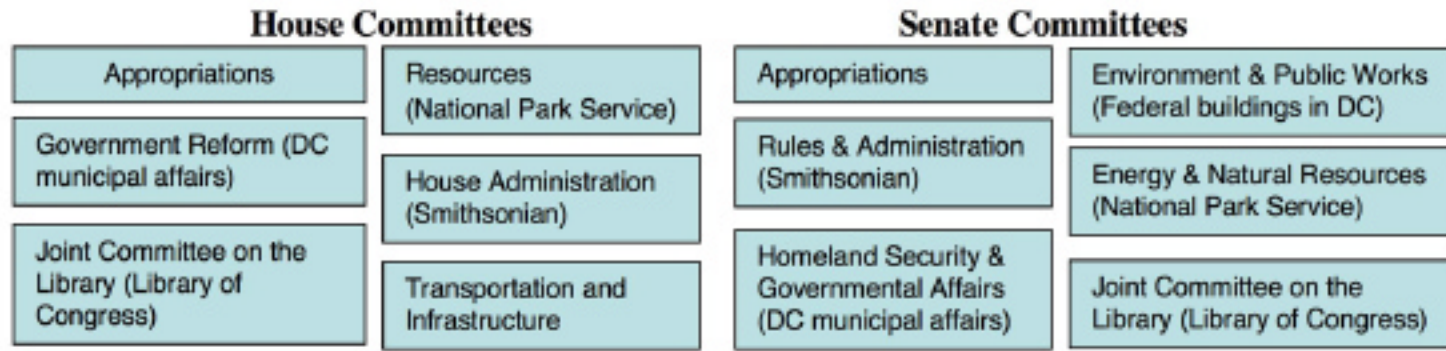 House Committees
Appropriations
Government Reform (DC
municipal affairs)
Joint Committee on the
Library (Library of
Congress)
Resources
(National Park Service)
House Administration
(Smithsonian)
Transportation and
Infrastructure
Senate Committees
Appropriations
Rules & Administration
(Smithsonian)
Homeland Security &
Governmental Affairs
(DC municipal affairs)
Environment & Public Works
(Federal buildings in DC)
Energy & Natural Resources
(National Park Service)
Joint Committee on the
Library (Library of Congress)